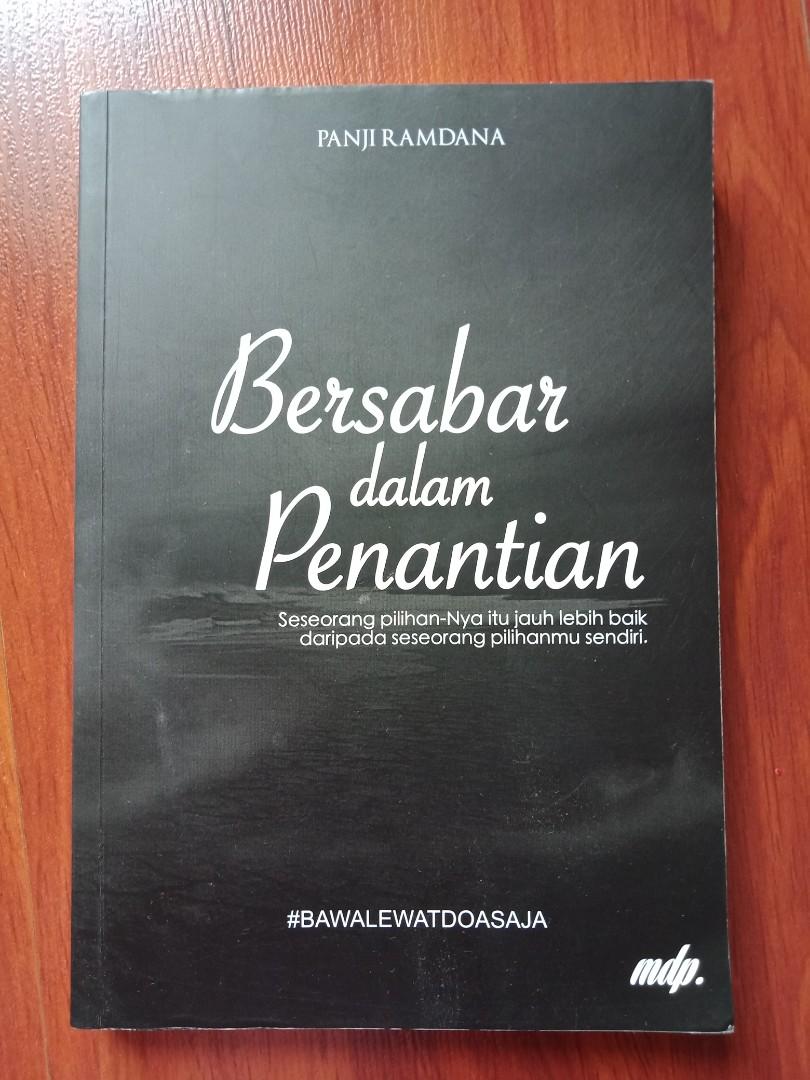 PANJI RAMDANA
Bersabar
dalam
Penantian
Seseorang pilihan-Nya itu jauh lebih baik
daripada seseorang pilihanmu sendiri.
#BAWALEWATDOASAJA
mdp.